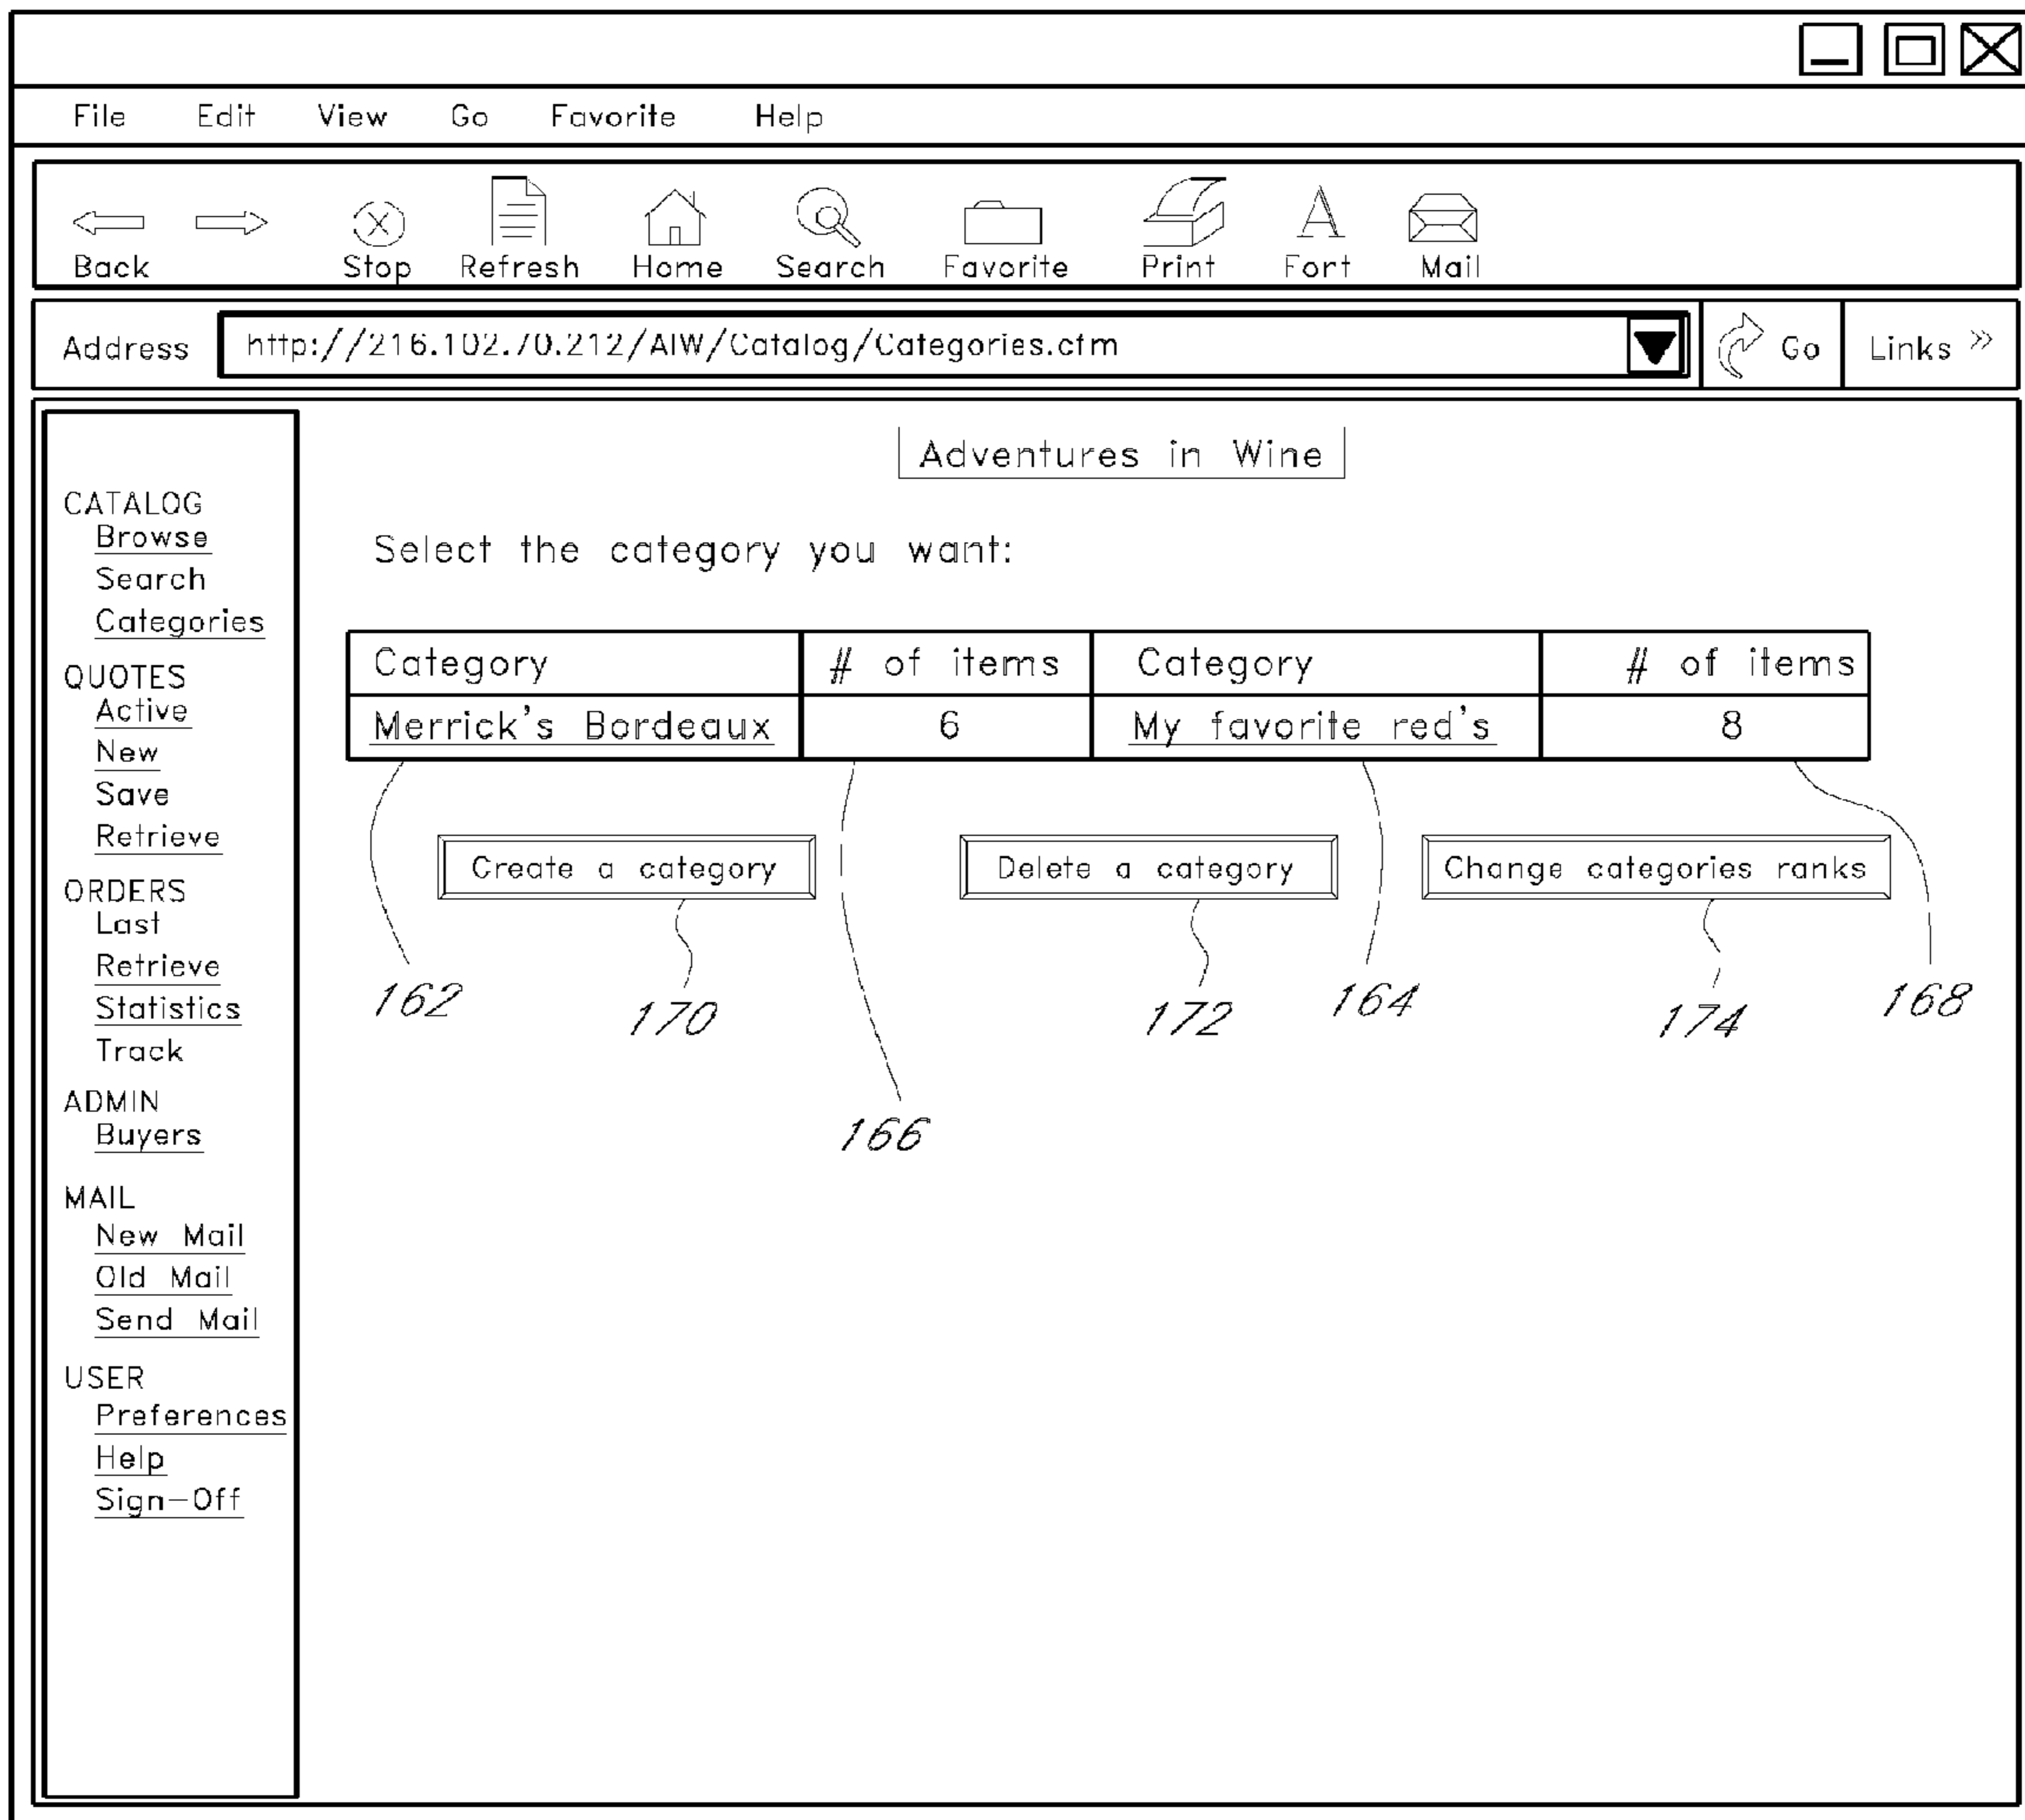 File Edit View Go Favorite Help
Back Stop Refresh Home Search Favorite Print Fort Mail
Address http://216.102.70.212/AIW/Catalog/Categories.cfm Go Links »
Adventures in Wine
CATALOG
Browse
Search
Categories
QUOTES
Active
New
Save
Retrieve
ORDERS
Last
Retrieve
Statistics
Track
ADMIN
Buyers
MAIL
New Mail
Old Mail
Send Mail
USER
Preferences
Help
Sign-Off
Select the category you want:
Category # of items Category # of items
Merrick's Bordeaux 6 My favorite red's 8
Create a category Delete a category Change categories ranks
162 170 172 164 174 168
166